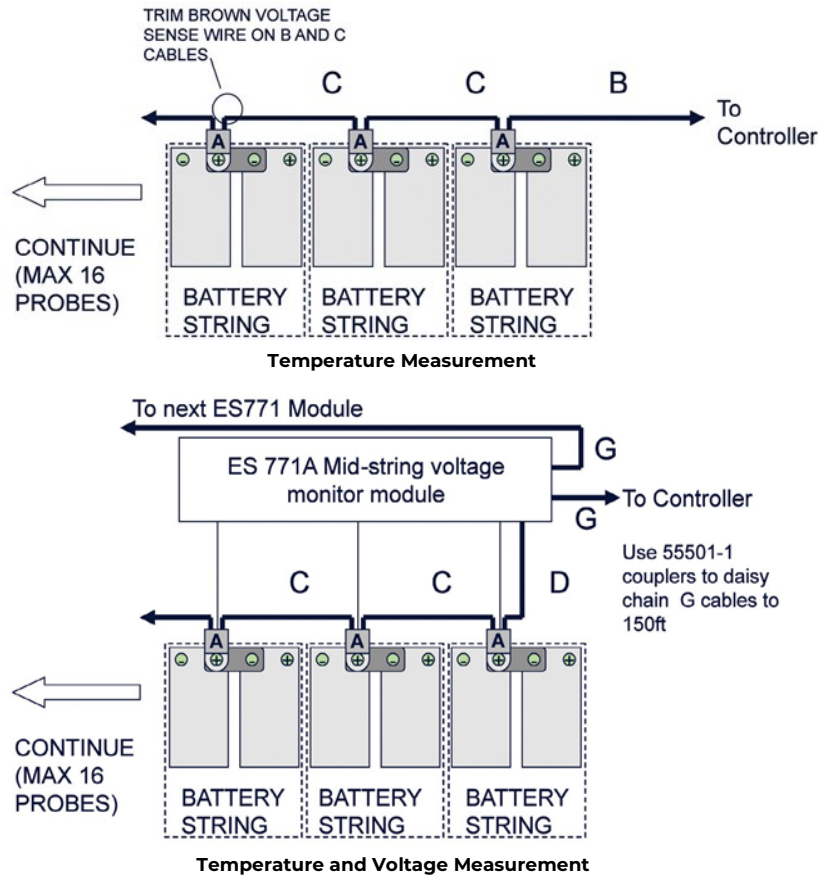 TRIM BROWN VOLTAGE
SENSE WIRE ON B AND C
CABLES
C
C
B
To
Controller
A
A
A
- + - +
- + - +
- + - +
CONTINUE
(MAX 16
PROBES)
BATTERY
STRING
BATTERY
STRING
BATTERY
STRING
Temperature Measurement
To next ES771 Module
ES 771A Mid-string voltage
monitor module
G
To Controller
G
Use 55501-1
couplers to daisy
chain G cables to
150ft
C
C
D
A
A
A
- + - +
- + - +
- + - +
CONTINUE
(MAX 16
PROBES)
BATTERY
STRING
BATTERY
STRING
BATTERY
STRING
Temperature and Voltage Measurement